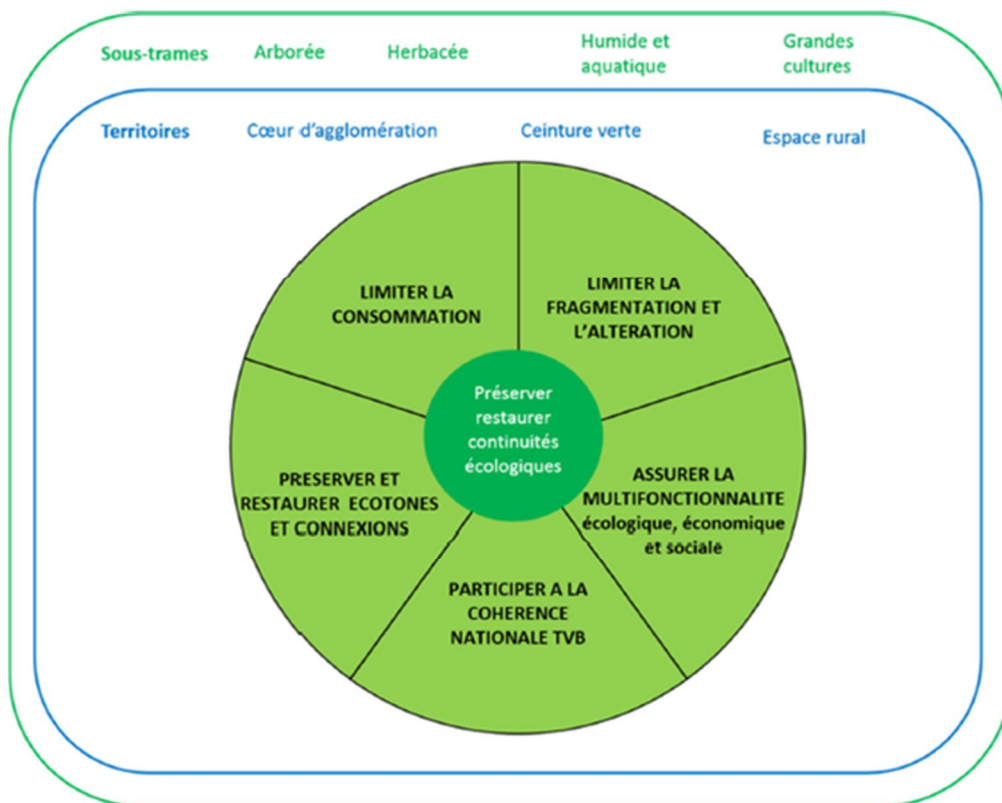 Sous-trames
Arborée
Herbacée
Humide et
aquatique
Grandes
cultures
Territoires
Cœur d'agglomération
Ceinture verte
Espace rural
LIMITER LA
CONSOMMATION
LIMITER LA
FRAGMENTATION ET
L'ALTERATION
Préserver
restaurer
continuités
écologiques
PRESERVER ET
RESTAURER ECOTONES
ET CONNEXIONS
ASSURER LA
MULTIFONCTIONNALITE
écologique, économique
et sociale
PARTICIPER A LA
COHERENCE
NATIONALE TVB